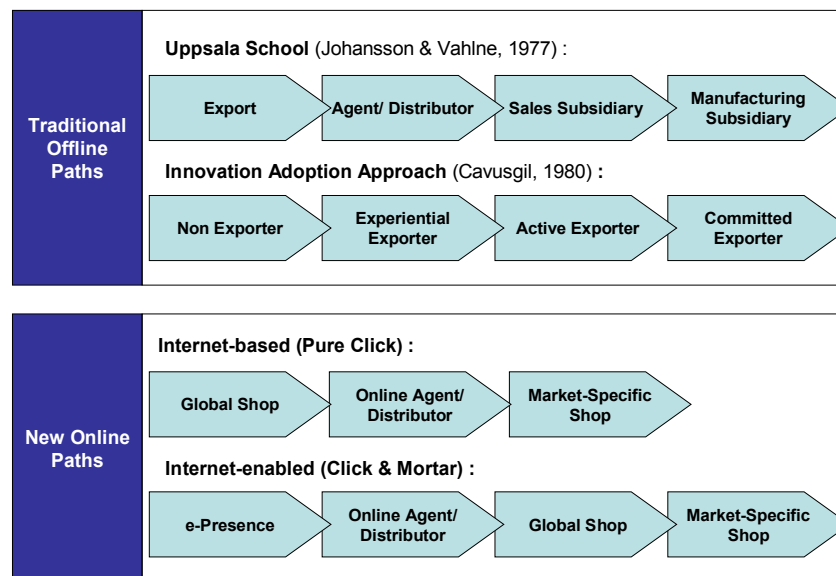 Traditional
Offline
Paths
Uppsala School (Johansson & Vahlne, 1977) :
Export
Agent/ Distributor
Sales Subsidiary
Manufacturing
Subsidiary
Innovation Adoption Approach (Cavusgil, 1980) :
Non Exporter
Experiential
Exporter
Active Exporter
Committed
Exporter
New Online
Paths
Internet-based (Pure Click) :
Global Shop
Online Agent/
Distributor
Market-Specific
Shop
Internet-enabled (Click & Mortar) :
e-Presence
Online Agent/
Distributor
Global Shop
Market-Specific
Shop